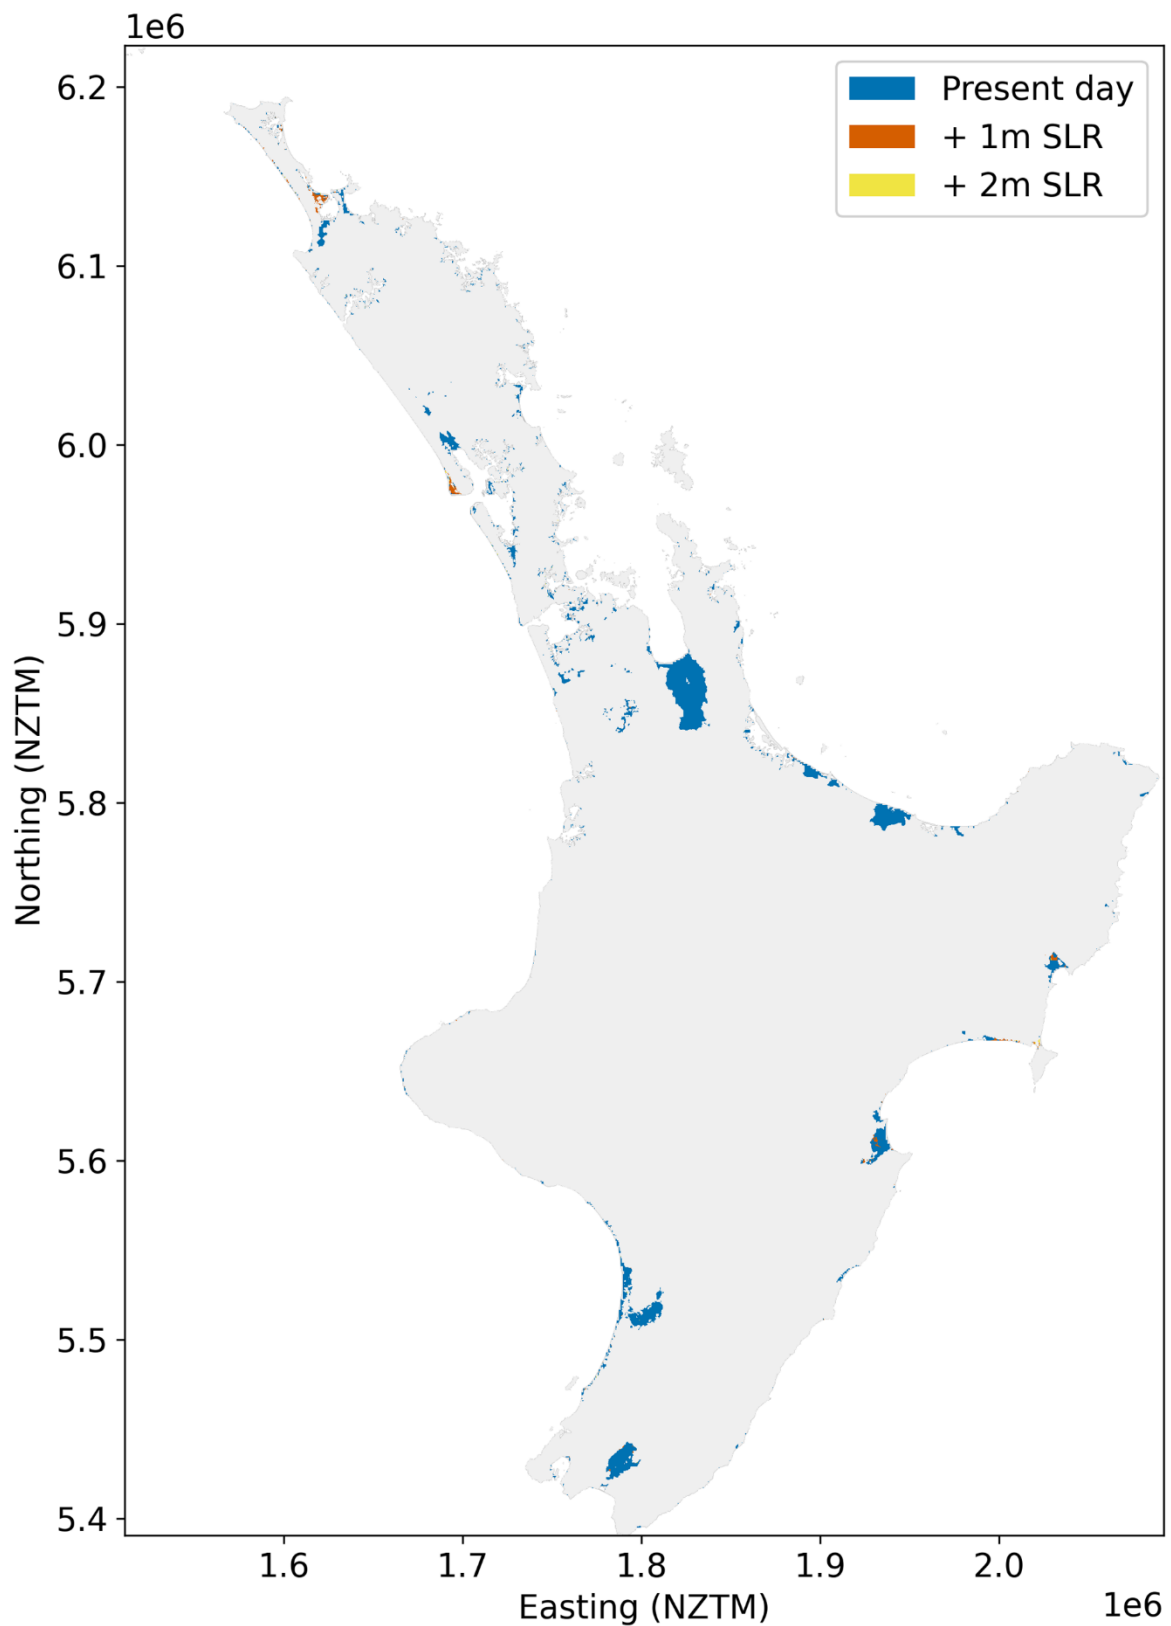 1e6
Present day
+ 1m SLR
+ 2m SLR
6.2
6.1
6.0
5.9
5.8
5.7
5.6
5.5
5.4
Northing (NZTM)
1.6 1.7 1.8 1.9 2.0
Easting (NZTM)
1e6